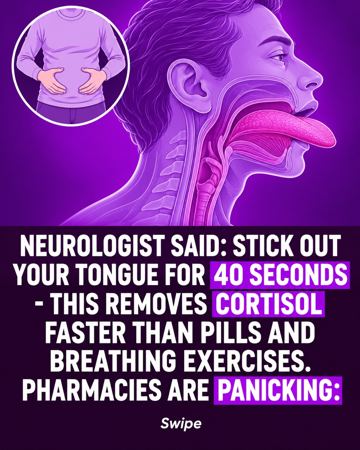 NEUROLOGIST SAID: STICK OUT
YOUR TONGUE FOR 40 SECONDS
- THIS REMOVES CORTISOL
FASTER THAN PILLS AND
BREATHING EXERCISES.
PHARMACIES ARE PANICKING:
Swipe